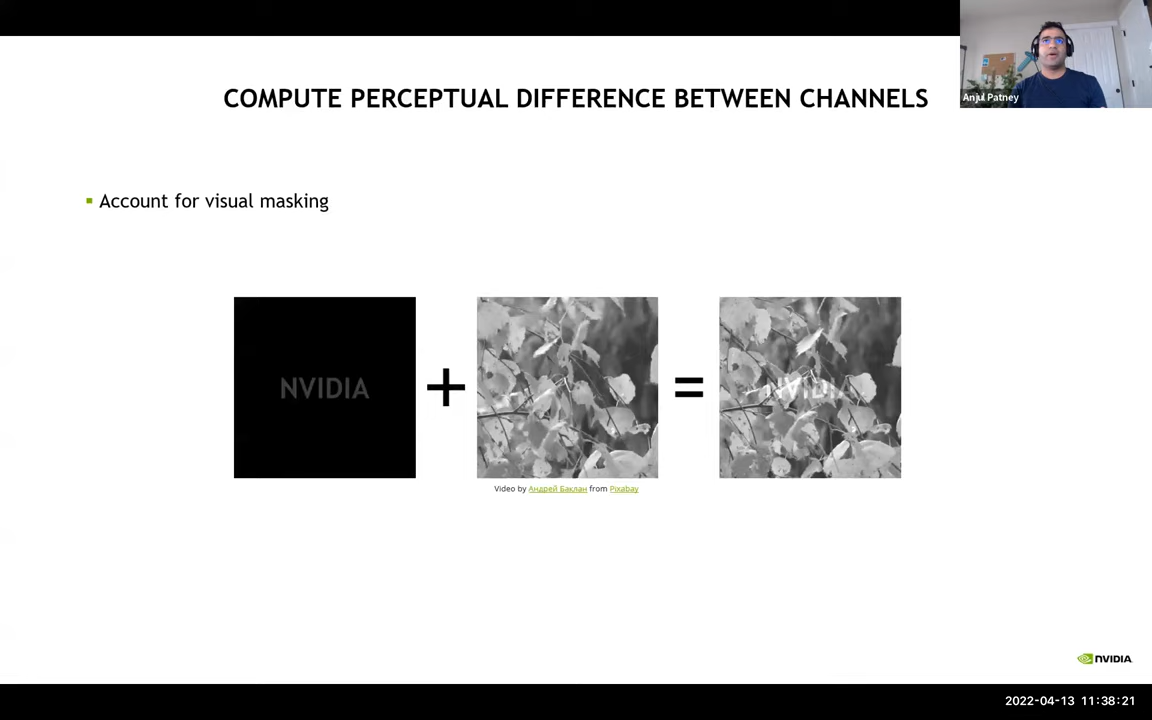 COMPUTE PERCEPTUAL DIFFERENCE BETWEEN CHANNELS
Anjul Patney
Account for visual masking
NVIDIA
+
=
NVIDIA
Video by Андрей Баклан from Pixabay
NVIDIA
2022-04-13 11:38:21